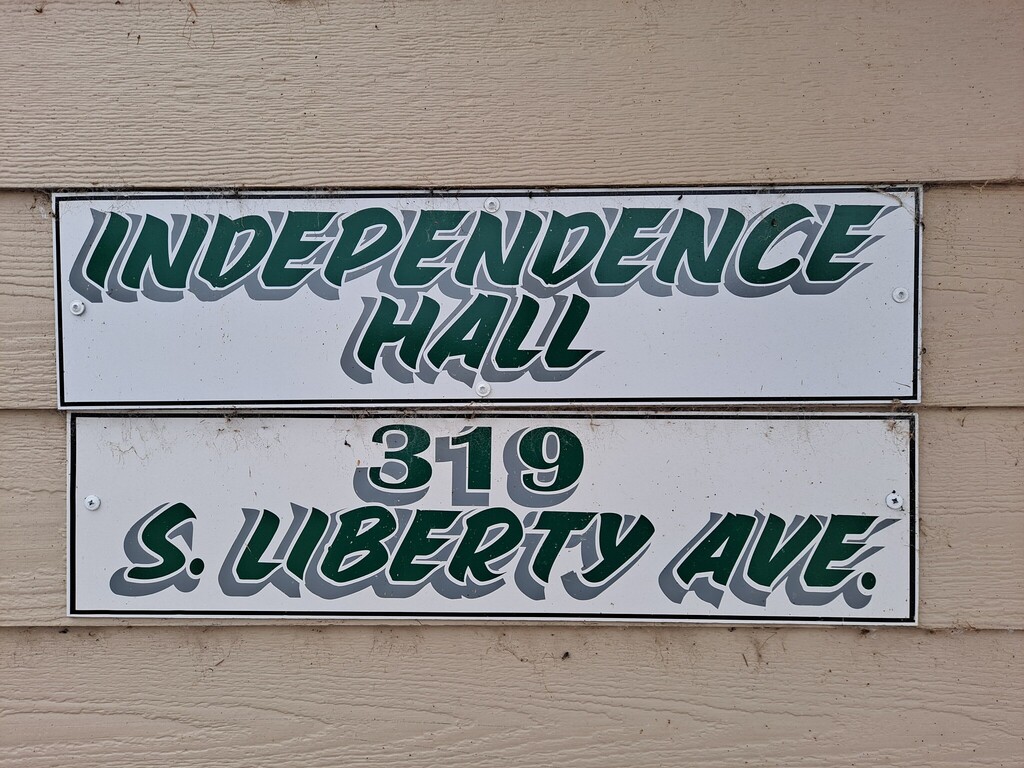 INDEPENDENCE
HALL
319
S. LIBERTY AVE.